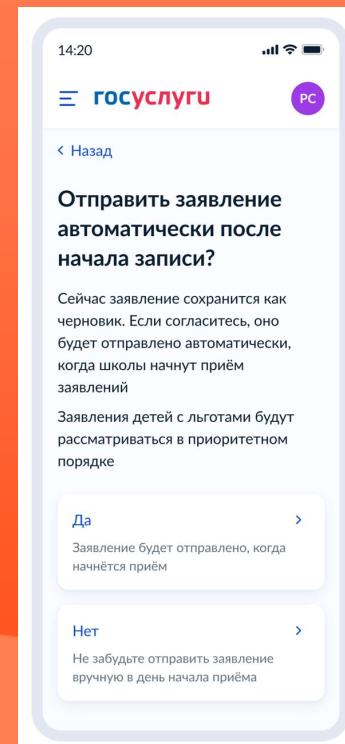 14:20
госуслуги
РС
Назад
Отправить заявление
автоматически после
начала записи?
Сейчас заявление сохранится как
черновик. Если согласитесь, оно
будет отправлено автоматически,
когда школы начнут приём
заявлений
Заявления детей с льготами будут
рассматриваться в приоритетном
порядке
Да
Заявление будет отправлено, когда
начнётся приём
Нет
Не забудьте отправить заявление
вручную в день начала приёма